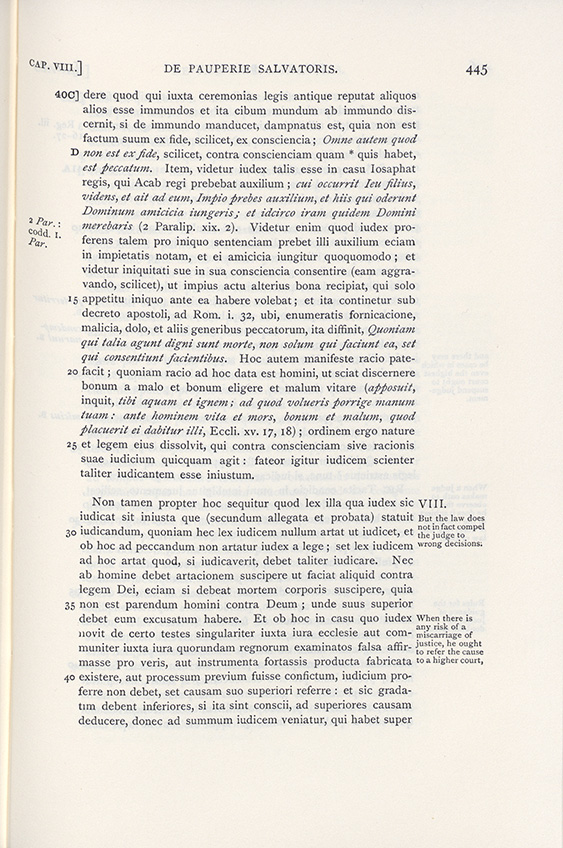 CAP. VIII.] DE PAUPERIE SALVATORIS. 445
40C] dere quod qui iuxta ceremonias legis antique reputat aliquos
alios esse immundos et ita cibum mundum ab immundo dis-
cernit, si de immundo manducet, dampnatus est, quia non est
factum suum ex fide, scilicet, ex consciencia; Omne autem quod
D non est ex fide, scilicet, contra conscienciam quam * quis habet,
est peccatum. Item, videtur iudex talis esse in casu Iosaphat
regis, qui Acab regi prebebat auxilium; cui occurrit Ieu filius,
videns, et ait ad eum, Impio prebes auxilium, et hiis qui oderunt
Dominum amicicia iungeris; et idcirco iram quidem Domini
2 Par.: merebaris (2 Paralip. xix. 2). Videtur enim quod iudex pro-
codd. 1. ferens talem pro iniquo sentenciam prebet illi auxilium eciam
Par. in impietatis notam, et ei amicicia iungitur quoquomodo; et
videtur iniquitati sue in sua consciencia consentire (eam aggra-
vando, scilicet), ut impius actu alterius bona recipiat, qui solo
15 appetitu iniquo ante ea habere volebat; et ita continetur sub
decreto apostoli, ad Rom. i. 32, ubi, enumeratis fornicacione,
malicia, dolo, et aliis generibus peccatorum, ita diffinit, Quoniam
qui talia agunt digni sunt morte, non solum qui faciunt ea, set
qui consentiunt facientibus. Hoc autem manifeste racio pate-
20 facit; quoniam racio ad hoc data est homini, ut sciat discernere
bonum a malo et bonum eligere et malum vitare (apposuit,
inquit, tibi aquam et ignem; ad quod volueris porrige manum
tuam: ante hominem vita et mors, bonum et malum, quod
placuerit ei dabitur illi, Eccli. xv. 17, 18); ordinem ergo nature
25 et legem eius dissolvit, qui contra conscienciam sive racionis
suae iudicium quicquam agit: fateor igitur iudicem scienter
taliter iudicantem esse iniustum.
Non tamen propter hoc sequitur quod lex illa qua iudex sic VIII.
iudicat sit iniusta que (secundum allegata et probata) statuit But the law does
30 iudicandum, quoniam hec lex iudicem nullum artat ut iudicet, et not in fact compel the judge to
ob hoc ad peccandum non artatur iudex a lege; set lex iudicem wrong decisions.
ad hoc artat quod, si iudicaverit, debet taliter iudicare. Nec
ab homine debet artacionem suscipere ut faciat aliquid contra
legem Dei, eciam si debeat mortem corporis suscipere, quia
35 non est parendum homini contra Deum; unde suus superior
debet eum excusatum habere. Et ob hoc in casu quo iudex When there is
novit de certo testes singulariter iuxta iura ecclesie aut com- any risk of a miscarriage of
muniter iuxta iura quorundam regnorum examinatos falsa affir- justice, he ought to refer the cause
masse pro veris, aut instrumenta fortassis producta fabricata to a higher court,
40 existere, aut processum previum fuisse confictum, iudicium pro-
ferre non debet, set causam suo superiori referre: et sic grada-
tim debent inferiores, si ita sint conscii, ad superiores causam
deducere, donec ad summum iudicem veniatur, qui habet super